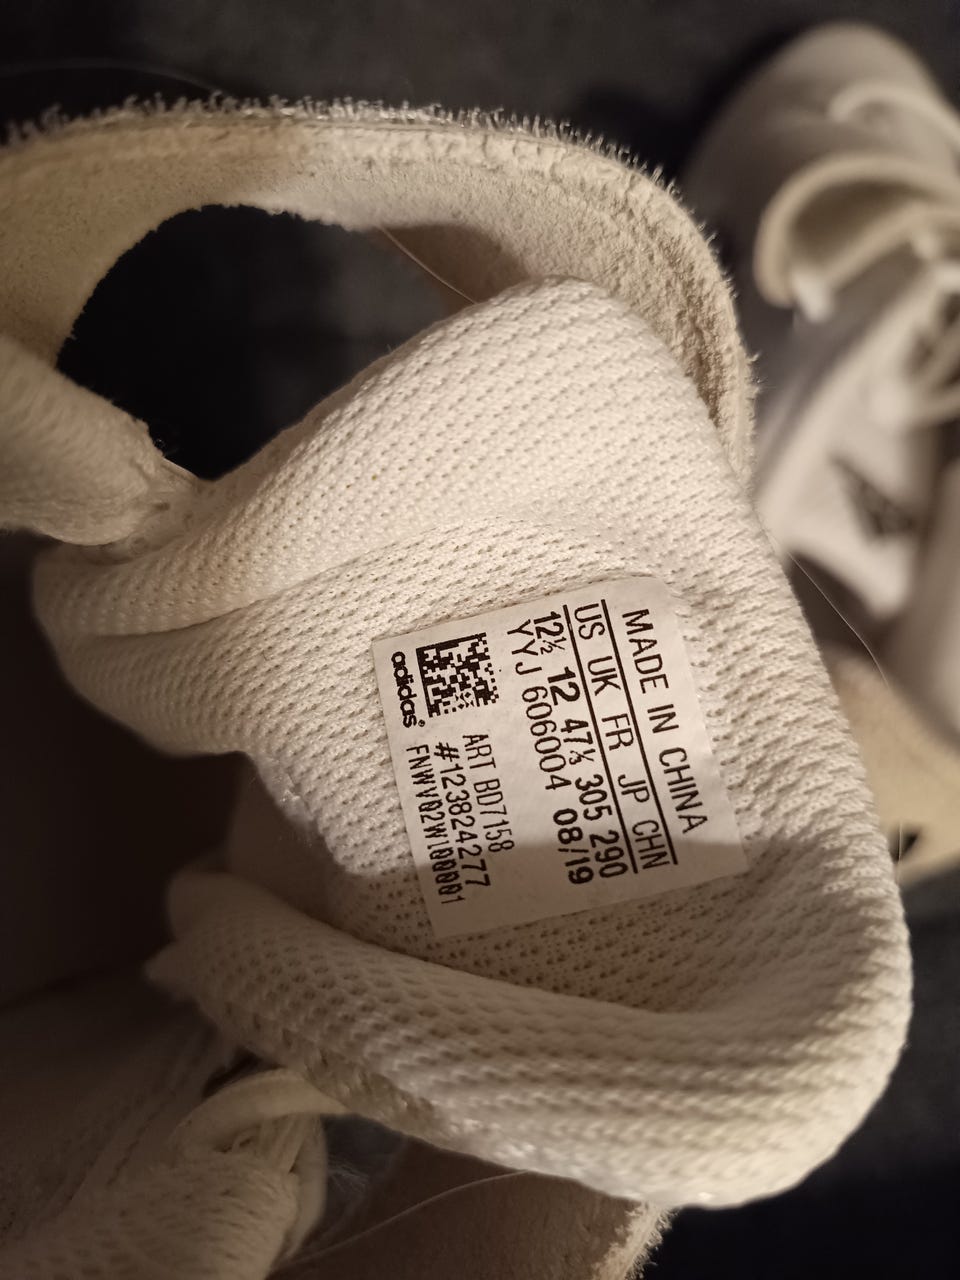 MADE IN CHINA
US UK FR JP CHN
12½ 12 47⅓ 305 290
YYJ 606004 08/19
ART BD7158
#123824277
FNWV02W100001
adidas®